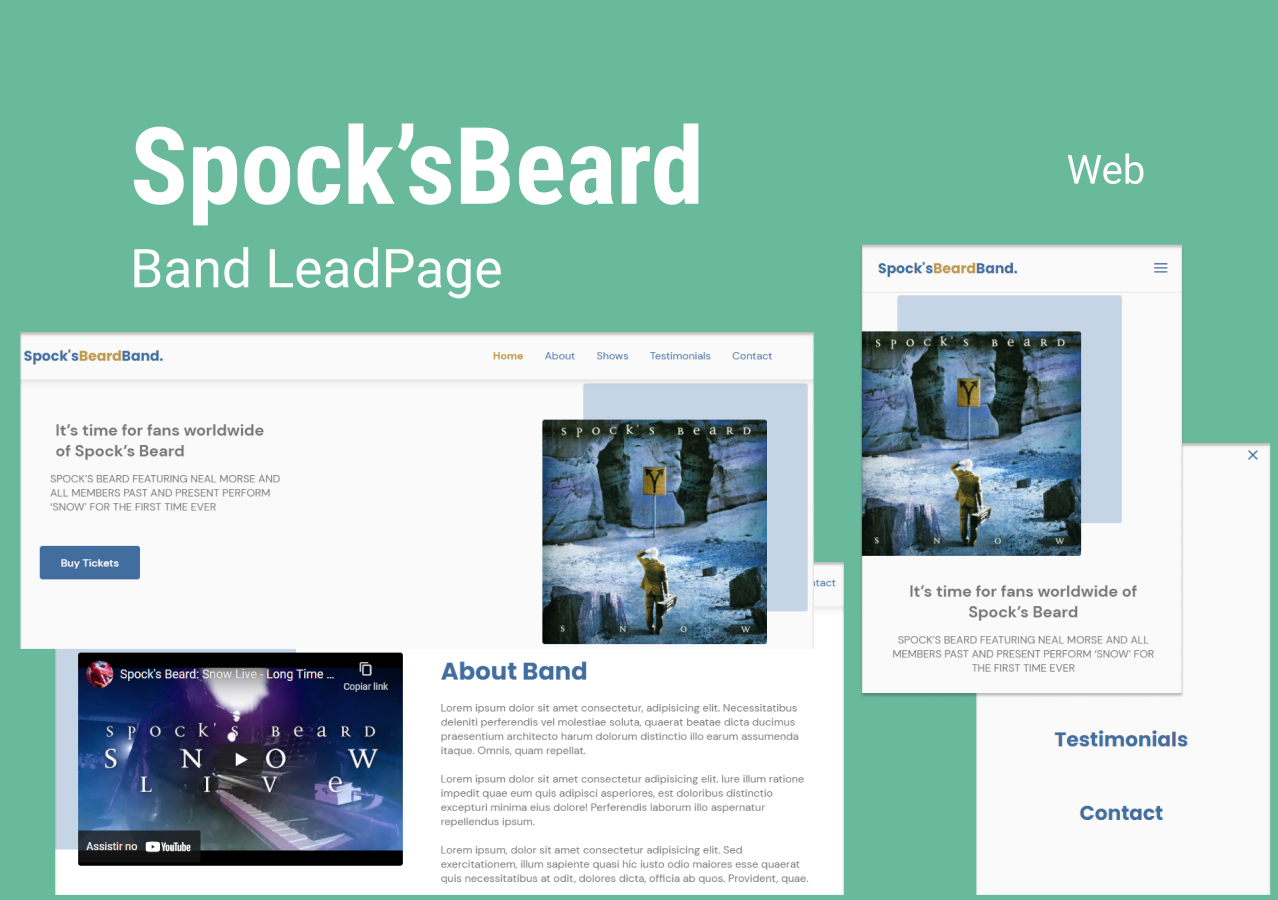 Spock’sBeard
Web
Band LeadPage
Spock'sBeardBand.
Home About Shows Testimonials Contact
It’s time for fans worldwide
of Spock’s Beard
SPOCK’S BEARD FEATURING NEAL MORSE AND
ALL MEMBERS PAST AND PRESENT PERFORM
‘SNOW’ FOR THE FIRST TIME EVER
Buy Tickets
SPOCK'S BEARD
SNOW
ntact
Spock's Beard: Snow Live - Long Time ...
Copiar link
SPOCK'S BEARD
SNOW
LIVE
Assistir no YouTube
About Band
Lorem ipsum dolor sit amet consectetur, adipisicing elit. Necessitatibus
deleniti perferendis vel molestiae soluta, quaerat beatae dicta ducimus
praesentium architecto harum dolorum distinctio illo earum assumenda
itaque. Omnis, quam repellat.
Lorem ipsum dolor sit amet consectetur adipisicing elit. Iure illum ratione
impedit quae eum quis adipisci asperiores, est doloribus distinctio
excepturi minima eius dolore! Perferendis laborum illo aspernatur
repellendus ipsum.
Lorem ipsum, dolor sit amet consectetur adipisicing elit. Sed
exercitationem, illum sapiente quasi hic iusto odio maiores esse quaerat
quis necessitatibus at odit, dolores dicta, officia ab quos. Provident, quae.
Spock'sBeardBand.
SPOCK'S BEARD
SNOW
It’s time for fans worldwide of
Spock’s Beard
SPOCK’S BEARD FEATURING NEAL MORSE AND ALL
MEMBERS PAST AND PRESENT PERFORM ‘SNOW’ FOR
THE FIRST TIME EVER
Testimonials
Contact